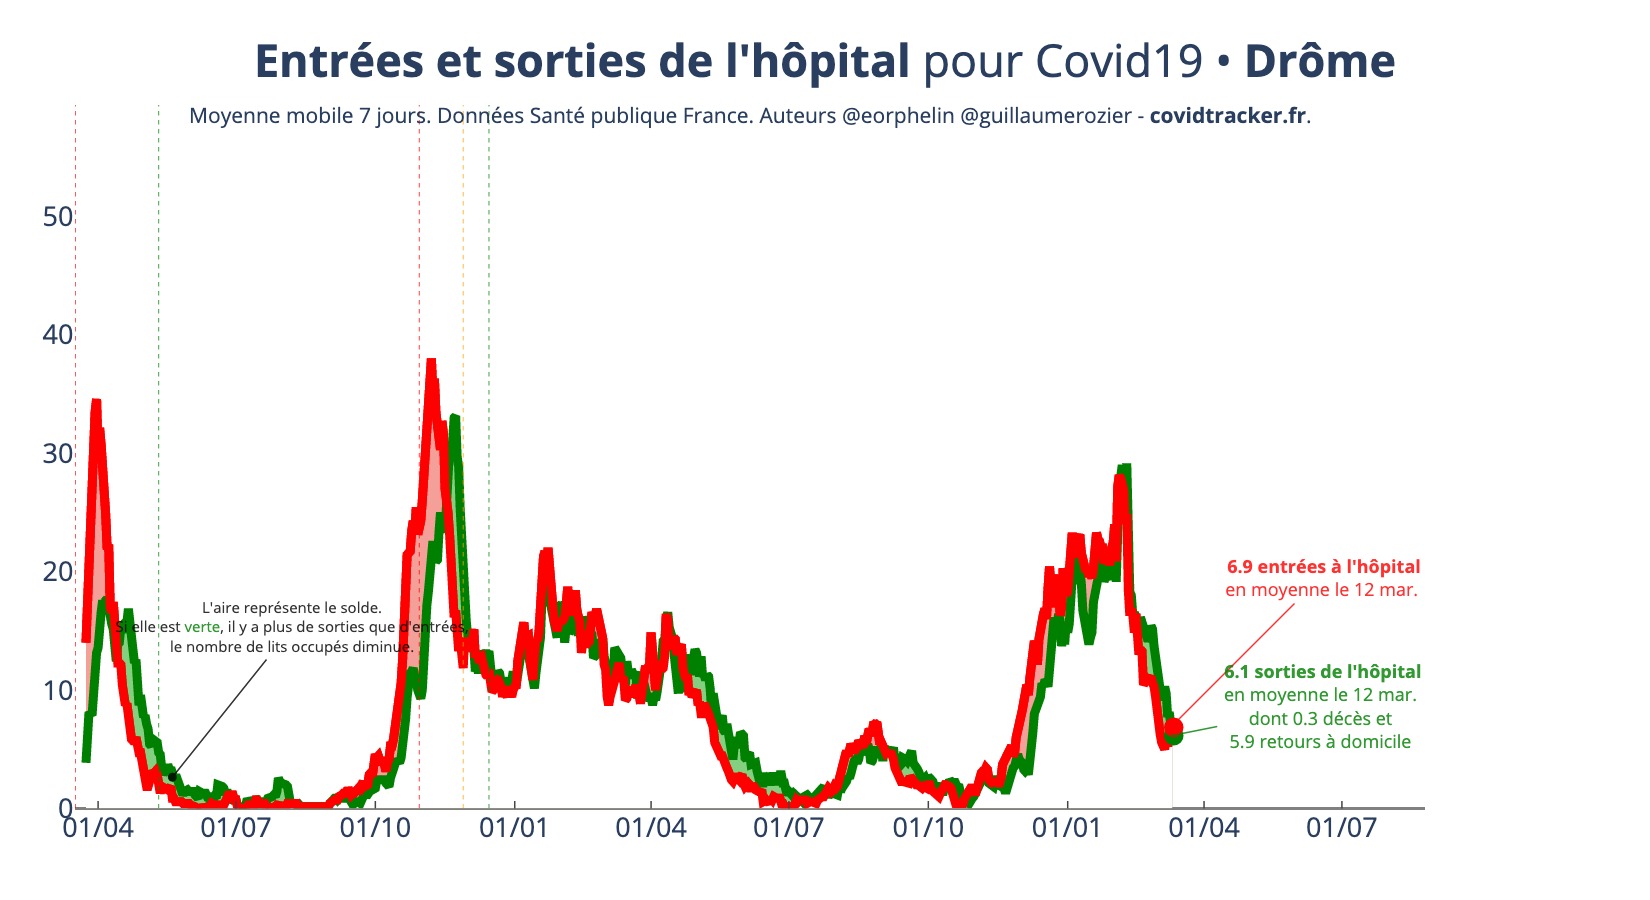 Entrées et sorties de l'hôpital pour Covid19 • Drôme
Moyenne mobile 7 jours. Données Santé publique France. Auteurs @eorphelin @guillaumerozier - covidtracker.fr.
50
40
30
20
10
0
L'aire représente le solde.
Si elle est verte, il y a plus de sorties que d'entrées,
le nombre de lits occupés diminue.
6.9 entrées à l'hôpital
en moyenne le 12 mar.
6.1 sorties de l'hôpital
en moyenne le 12 mar.
dont 0.3 décès et
5.9 retours à domicile
01/04 01/07 01/10 01/01 01/04 01/07 01/10 01/01 01/04 01/07